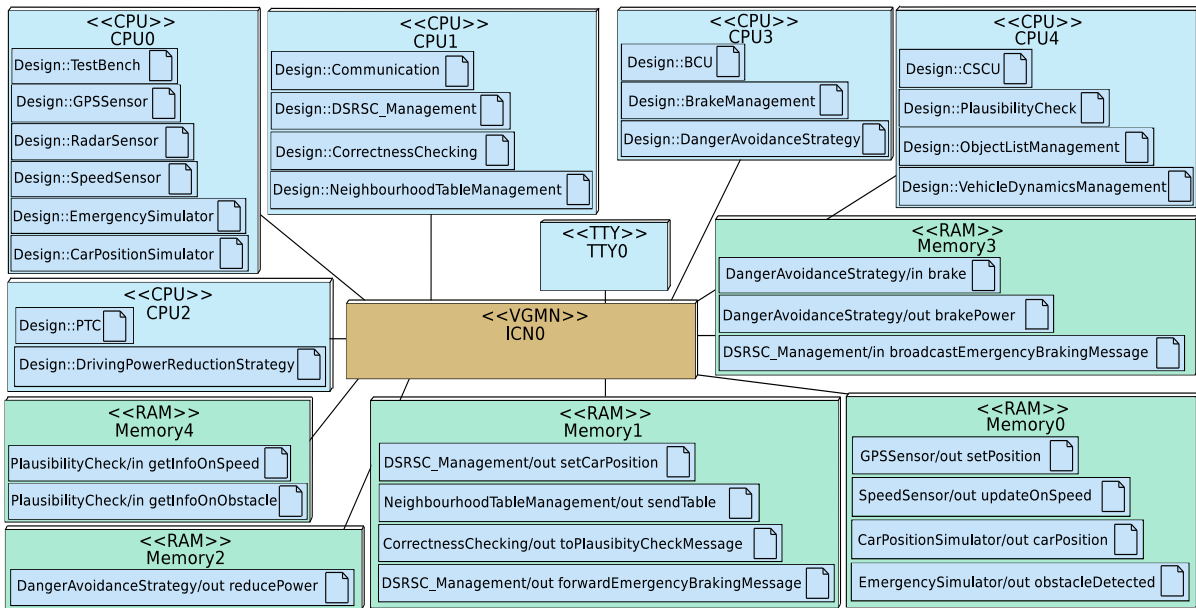 <<CPU>>
CPU0
Design::TestBench
Design::GPSSensor
Design::RadarSensor
Design::SpeedSensor
Design::EmergencySimulator
Design::CarPositionSimulator
<<CPU>>
CPU1
Design::Communication
Design::DSRSC_Management
Design::CorrectnessChecking
Design::NeighbourhoodTableManagement
<<CPU>>
CPU3
Design::BCU
Design::BrakeManagement
Design::DangerAvoidanceStrategy
<<CPU>>
CPU4
Design::CSCU
Design::PlausibilityCheck
Design::ObjectListManagement
Design::VehicleDynamicsManagement
<<TTY>>
TTY0
<<RAM>>
Memory3
DangerAvoidanceStrategy/in brake
DangerAvoidanceStrategy/out brakePower
DSRSC_Management/in broadcastEmergencyBrakingMessage
<<CPU>>
CPU2
Design::PTC
Design::DrivingPowerReductionStrategy
<<VGMN>>
ICN0
<<RAM>>
Memory4
PlausibilityCheck/in getInfoOnSpeed
PlausibilityCheck/in getInfoOnObstacle
<<RAM>>
Memory2
DangerAvoidanceStrategy/out reducePower
<<RAM>>
Memory1
DSRSC_Management/out setCarPosition
NeighbourhoodTableManagement/out sendTable
CorrectnessChecking/out toPlausibityCheckMessage
DSRSC_Management/out forwardEmergencyBrakingMessage
<<RAM>>
Memory0
GPSSensor/out setPosition
SpeedSensor/out updateOnSpeed
CarPositionSimulator/out carPosition
EmergencySimulator/out obstacleDetected